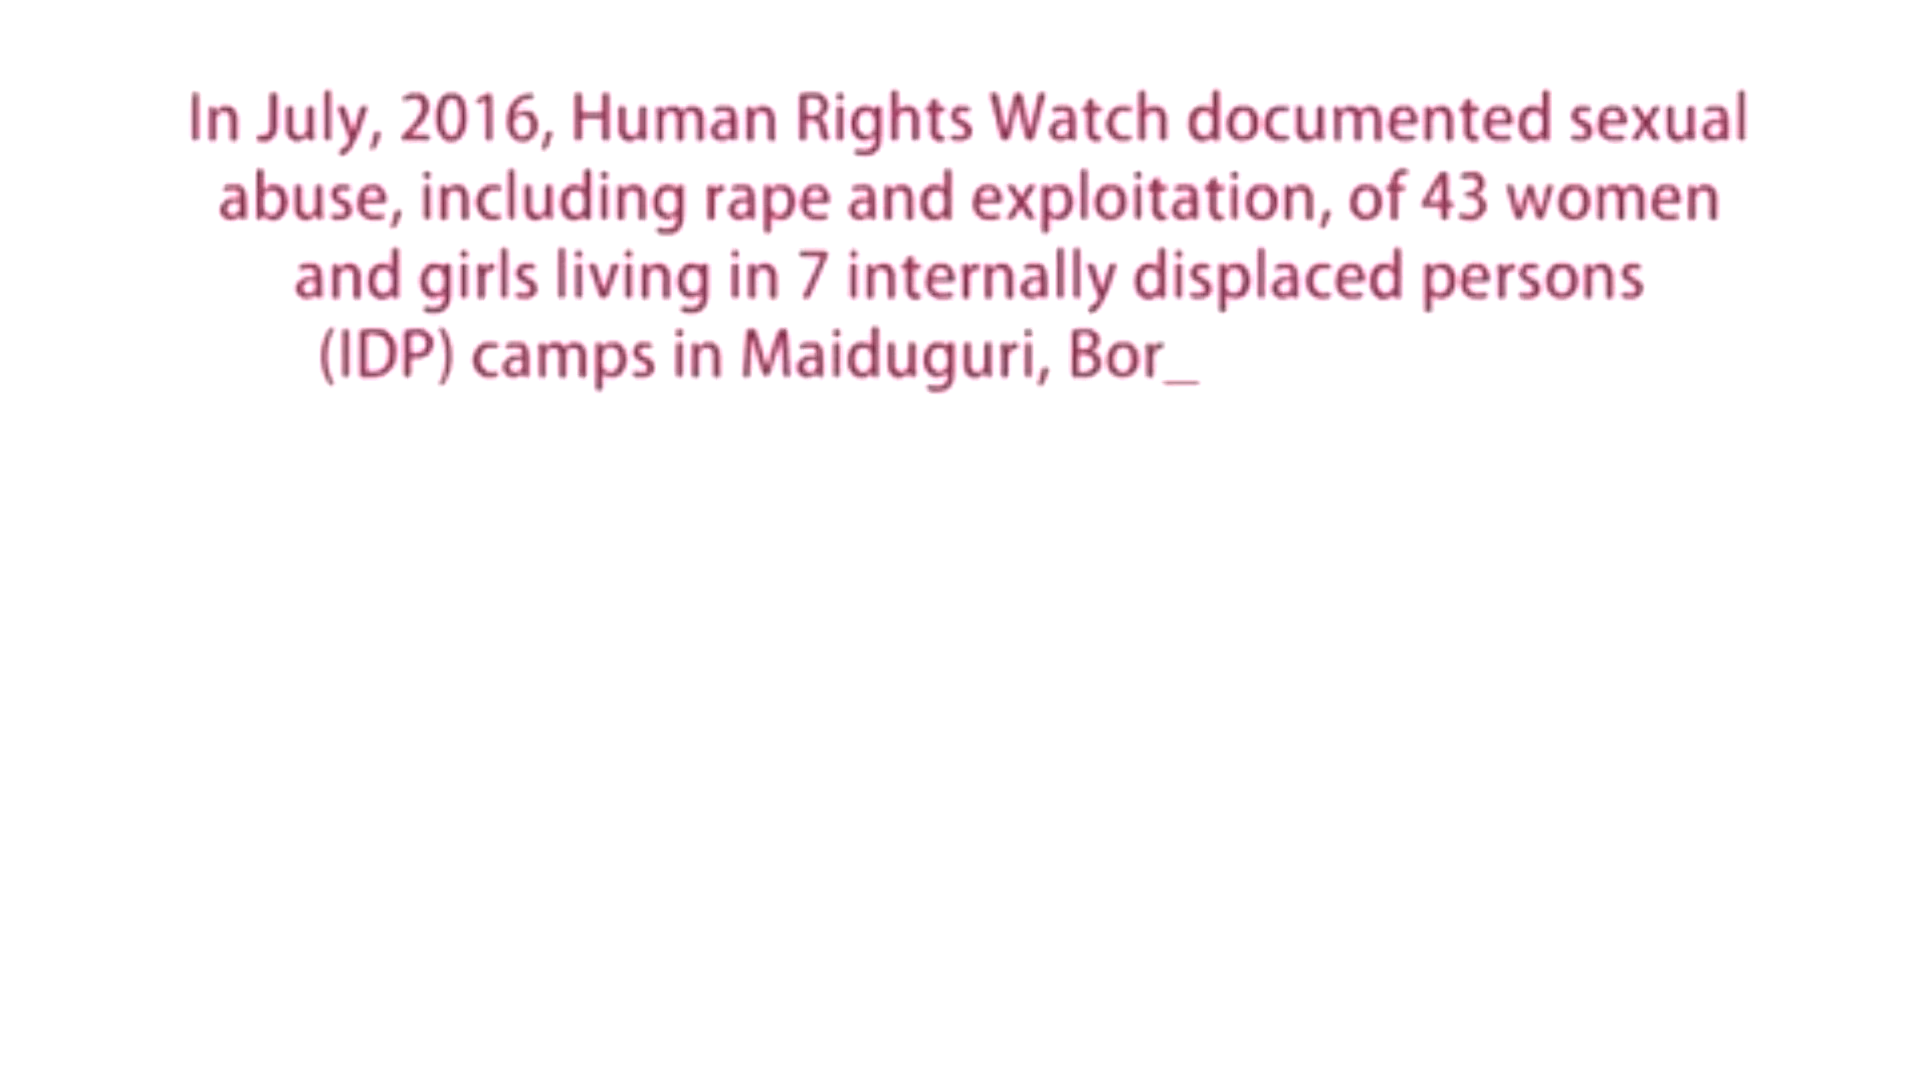 In July, 2016, Human Rights Watch documented sexual
abuse, including rape and exploitation, of 43 women
and girls living in 7 internally displaced persons
(IDP) camps in Maiduguri, Bor_